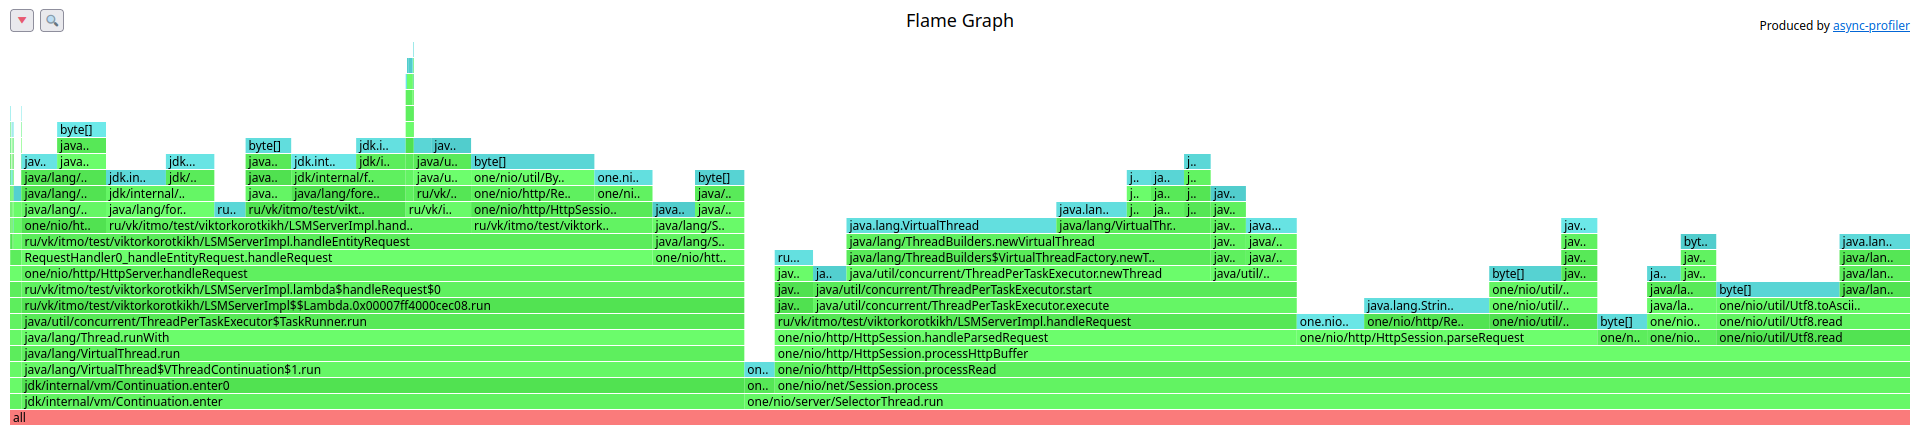 Flame Graph
Produced by async-profiler
byte[]
java.. byte[] jdk.i.. jav..
jav.. java.. jdk... java.. jdk.int.. jdk/i.. java/u.. byte[] j..
java/lang/.. jdk.in.. jdk/.. java.. jdk/internal/f.. java/u.. one/nio/util/By.. one.ni.. byte[] j.. ja.. j..
java/lang/.. jdk/internal/.. java.. java/lang/fore.. ru/vk/.. one/nio/http/Re.. one/ni.. java/.. j.. ja.. j.. jav..
java/lang/.. java/lang/for.. ru.. ru/vk/itmo/test/vikt.. ru/vk/i.. one/nio/http/HttpSessio.. java.. java/.. java.lan.. j.. ja.. j.. jav..
one/nio/ht.. ru/vk/itmo/test/viktorkorotkikh/LSMServerImpl.hand.. ru/vk/itmo/test/viktork.. java/lang/S.. java.lang.VirtualThread java/lang/VirtualThr.. jav.. java... jav..
ru/vk/itmo/test/viktorkorotkikh/LSMServerImpl.handleEntityRequest java/lang/S.. java/lang/ThreadBuilders.newVirtualThread jav.. java/.. jav.. byt.. java.lan..
RequestHandler0_handleEntityRequest.handleRequest one/nio/htt.. ru... java/lang/ThreadBuilders$VirtualThreadFactory.newT.. jav.. java/.. jav.. jav.. java/lan..
one/nio/http/HttpServer.handleRequest jav.. ja.. java/util/concurrent/ThreadPerTaskExecutor.newThread java/util/.. byte[] jav.. ja.. jav.. java/lan..
ru/vk/itmo/test/viktorkorotkikh/LSMServerImpl.lambda$handleRequest$0 jav.. java/util/concurrent/ThreadPerTaskExecutor.start one/nio/util/.. java/la.. byte[] java/lan..
ru/vk/itmo/test/viktorkorotkikh/LSMServerImpl$$Lambda.0x00007ff4000cec08.run jav.. java/util/concurrent/ThreadPerTaskExecutor.execute java.lang.Strin.. one/nio/util/.. java/la.. one/nio/util/Utf8.toAscii..
java/util/concurrent/ThreadPerTaskExecutor$TaskRunner.run ru/vk/itmo/test/viktorkorotkikh/LSMServerImpl.handleRequest one.nio.. one/nio/http/Re.. one/nio/util/.. byte[] one/nio.. one/nio/util/Utf8.read
java/lang/Thread.runWith one/nio/http/HttpSession.handleParsedRequest one/nio/http/HttpSession.parseRequest one/n.. one/nio.. one/nio/util/Utf8.read
java/lang/VirtualThread.run one/nio/http/HttpSession.processHttpBuffer
java/lang/VirtualThread$VThreadContinuation$1.run on.. one/nio/http/HttpSession.processRead
jdk/internal/vm/Continuation.enter0 on.. one/nio/net/Session.process
jdk/internal/vm/Continuation.enter one/nio/server/SelectorThread.run
all